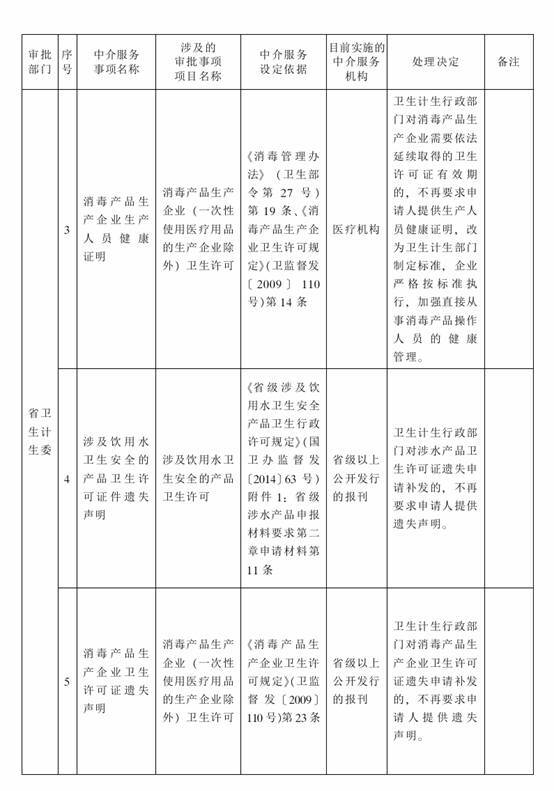 审批部门
序号
中介服务事项名称
涉及的审批事项项目名称
中介服务设定依据
目前实施的中介服务机构
处理决定
备注
省卫生计生委
3
消毒产品生
产企业生产
人员健康
证明
消毒产品生产
企业（一次性
使用医疗用品
的生产企业除
外）卫生许可
《消毒管理办
法》（卫生部
令第27号）
第19条、《消
毒产品生产企
业卫生许可规
定》(卫监督发
〔2009〕110
号)第14条
医疗机构
卫生计生行政部
门对消毒产品生
产企业需要依法
延续取得的卫生
许可证有效期
的，不再要求申
请人提供生产人
员健康证明，改
为卫生计生部门
制定标准，企业
严格按标准执
行，加强直接从
事消毒产品操作
人员的健康
管理。
4
涉及饮用水
卫生安全的
产品卫生许
可证件遗失
声明
涉及饮用水卫
生安全的产品
卫生许可
《省级涉及饮
用水卫生安全
产品卫生行政
许可规定》(国
卫办监督发
〔2014〕63号)
附件1：省级
涉水产品申报
材料要求第二
章申请材料第
11条
省级以上
公开发行
的报刊
卫生计生行政部
门对涉水产品卫
生许可证遗失申
请补发的，不再
要求申请人提供
遗失声明。
5
消毒产品生
产企业卫生
许可证遗失
声明
消毒产品生产
企业（一次性
使用医疗用品
的生产企业除
外）卫生许可
《消毒产品生
产企业卫生许
可规定》(卫监
督发〔2009〕
110号)第23条
省级以上
公开发行
的报刊
卫生计生行政部
门对消毒产品生
产企业卫生许可
证遗失申请补发
的，不再要求申
请人提供遗失
声明。